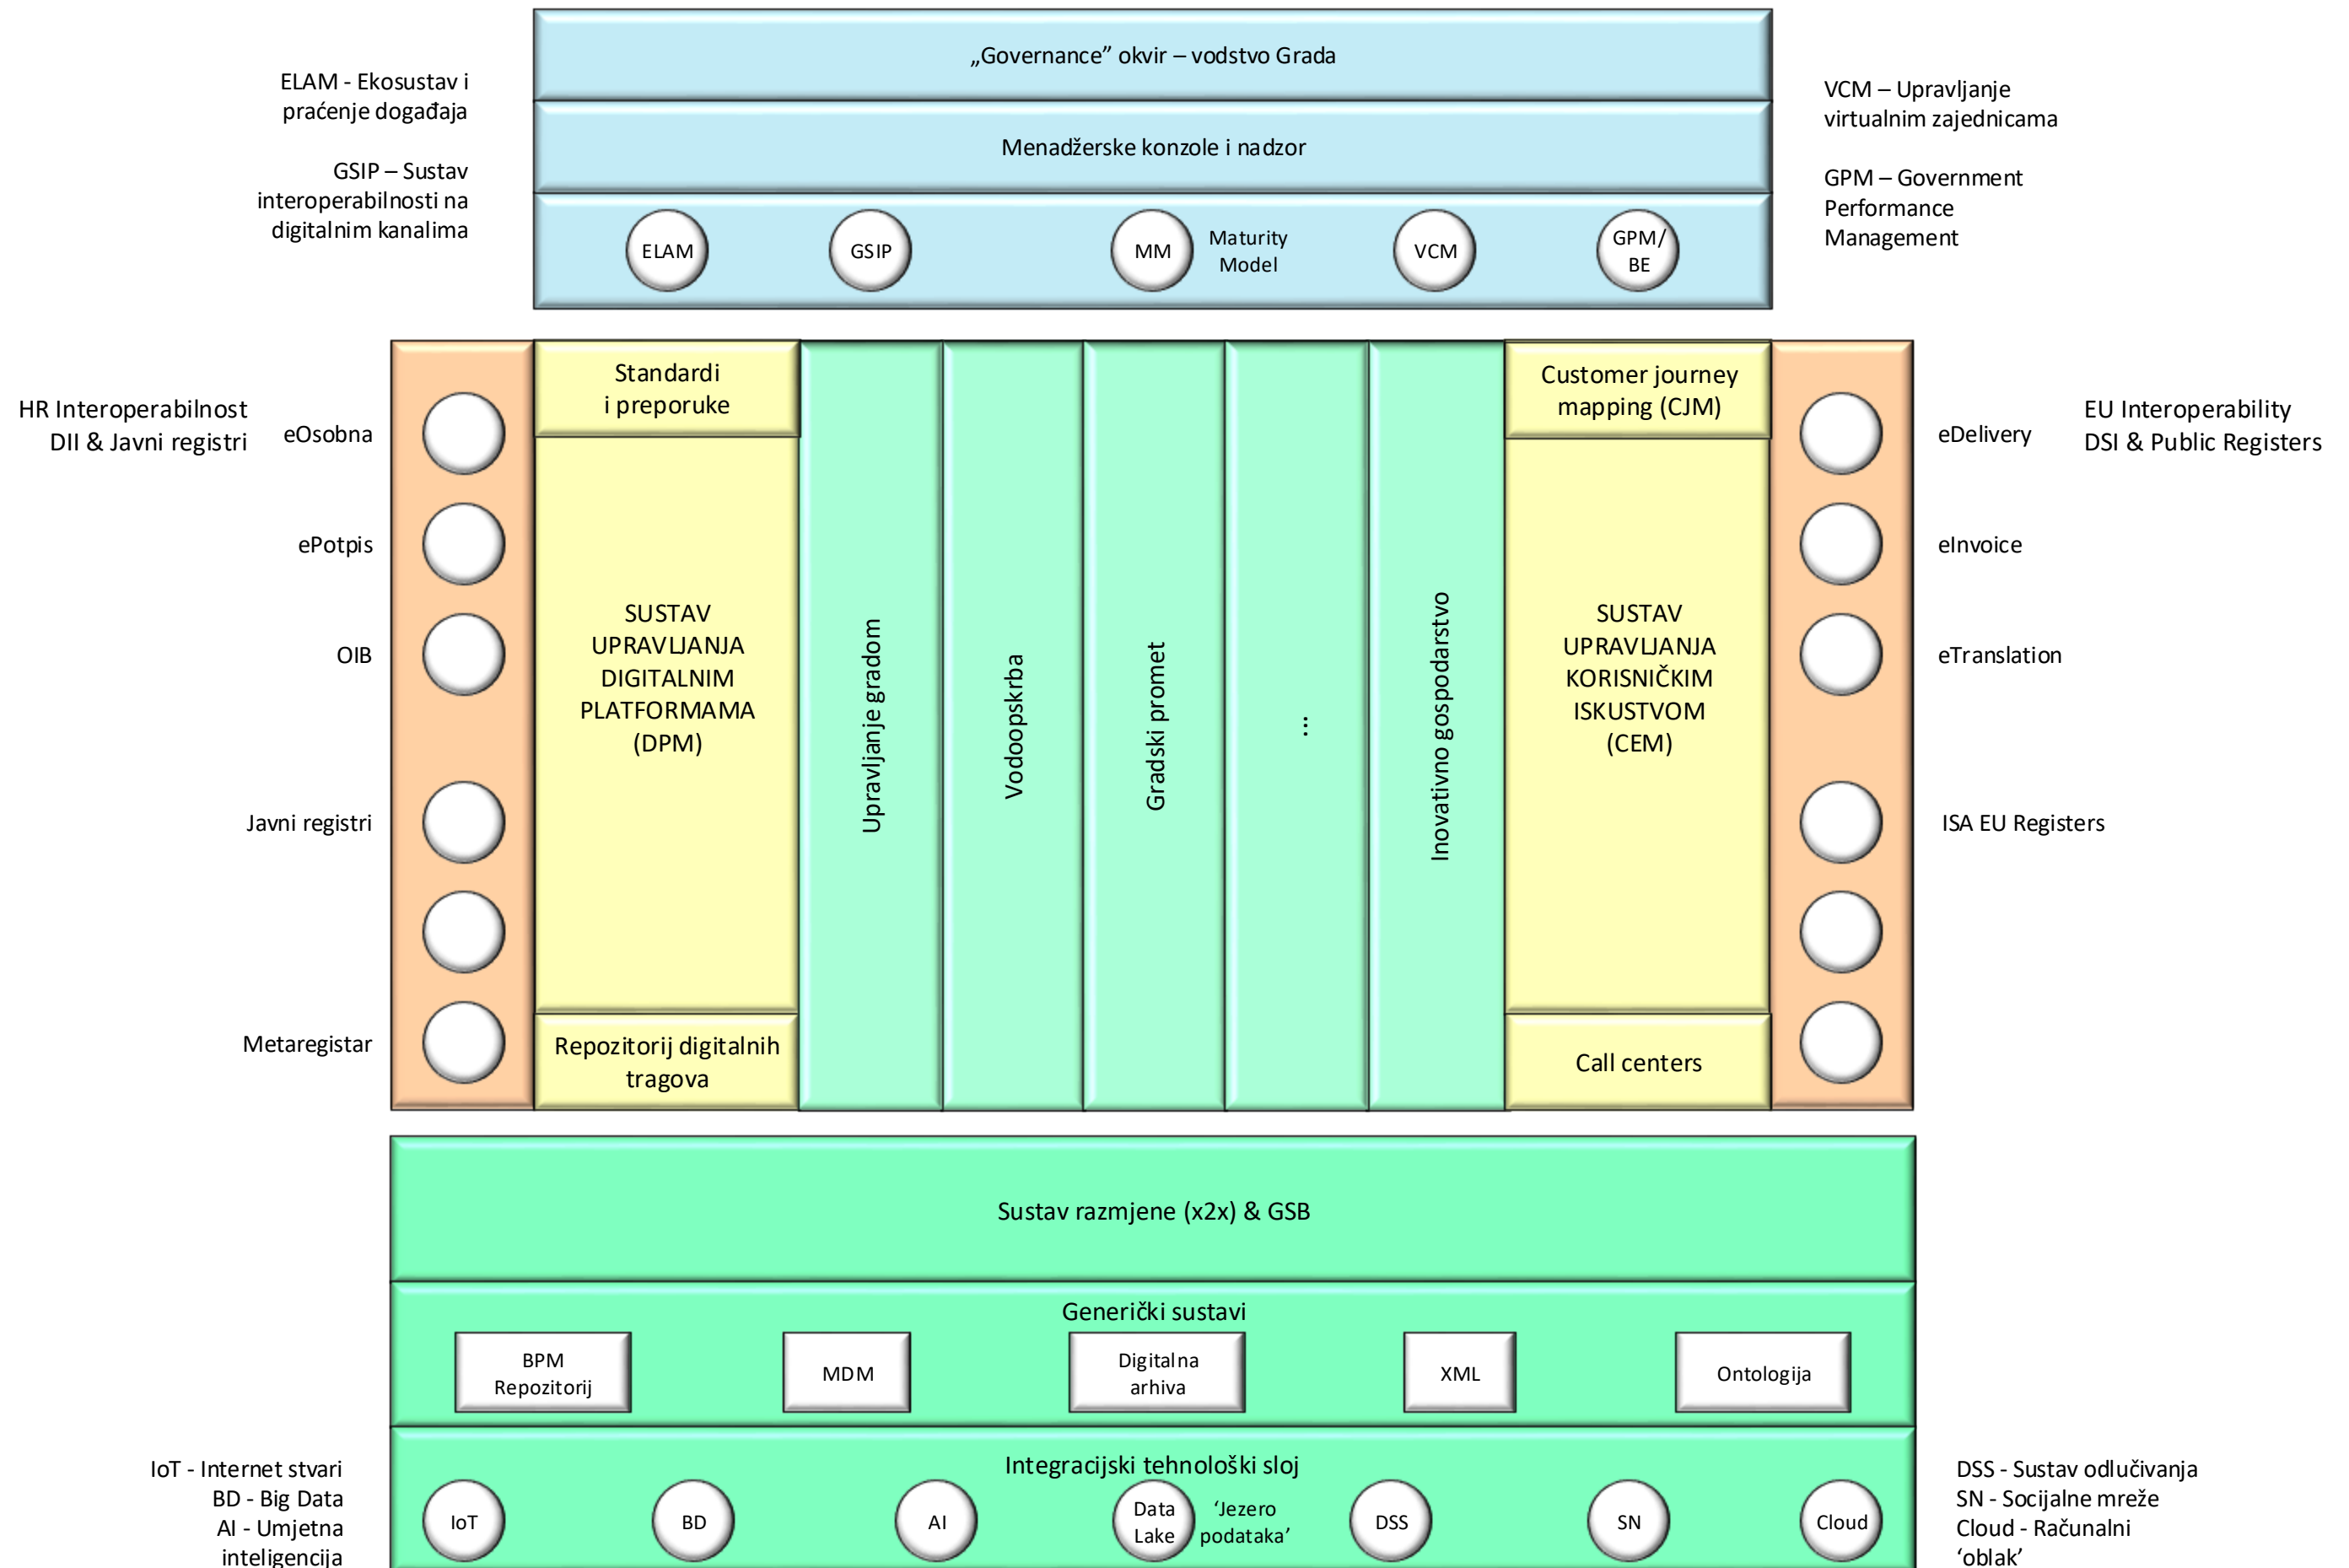 „Governance” okvir – vodstvo Grada
Menadžerske konzole i nadzor
ELAM - Ekosustav i
praćenje događaja
GSIP – Sustav
interoperabilnosti na
digitalnim kanalima
ELAM
GSIP
MM
Maturity
Model
VCM
GPM/
BE
VCM – Upravljanje
virtualnim zajednicama
GPM – Government
Performance
Management
HR Interoperabilnost
DII & Javni registri
eOsobna
ePotpis
OIB
Javni registri
Metaregistar
Standardi
i preporuke
SUSTAV
UPRAVLJANJA
DIGITALNIM
PLATFORMAMA
(DPM)
Repozitorij digitalnih
tragova
Upravljanje gradom
Vodoopskrba
Gradski promet
...
Inovativno gospodarstvo
Customer journey
mapping (CJM)
SUSTAV
UPRAVLJANJA
KORISNIČKIM
ISKUSTVOM
(CEM)
Call centers
eDelivery
eInvoice
eTranslation
ISA EU Registers
EU Interoperability
DSI & Public Registers
Sustav razmjene (x2x) & GSB
Generički sustavi
BPM
Repozitorij
MDM
Digitalna
arhiva
XML
Ontologija
Integracijski tehnološki sloj
IoT - Internet stvari
BD - Big Data
AI - Umjetna
inteligencija
IoT
BD
AI
Data
Lake
‘Jezero
podataka’
DSS
SN
Cloud
DSS - Sustav odlučivanja
SN - Socijalne mreže
Cloud - Računalni
‘oblak’